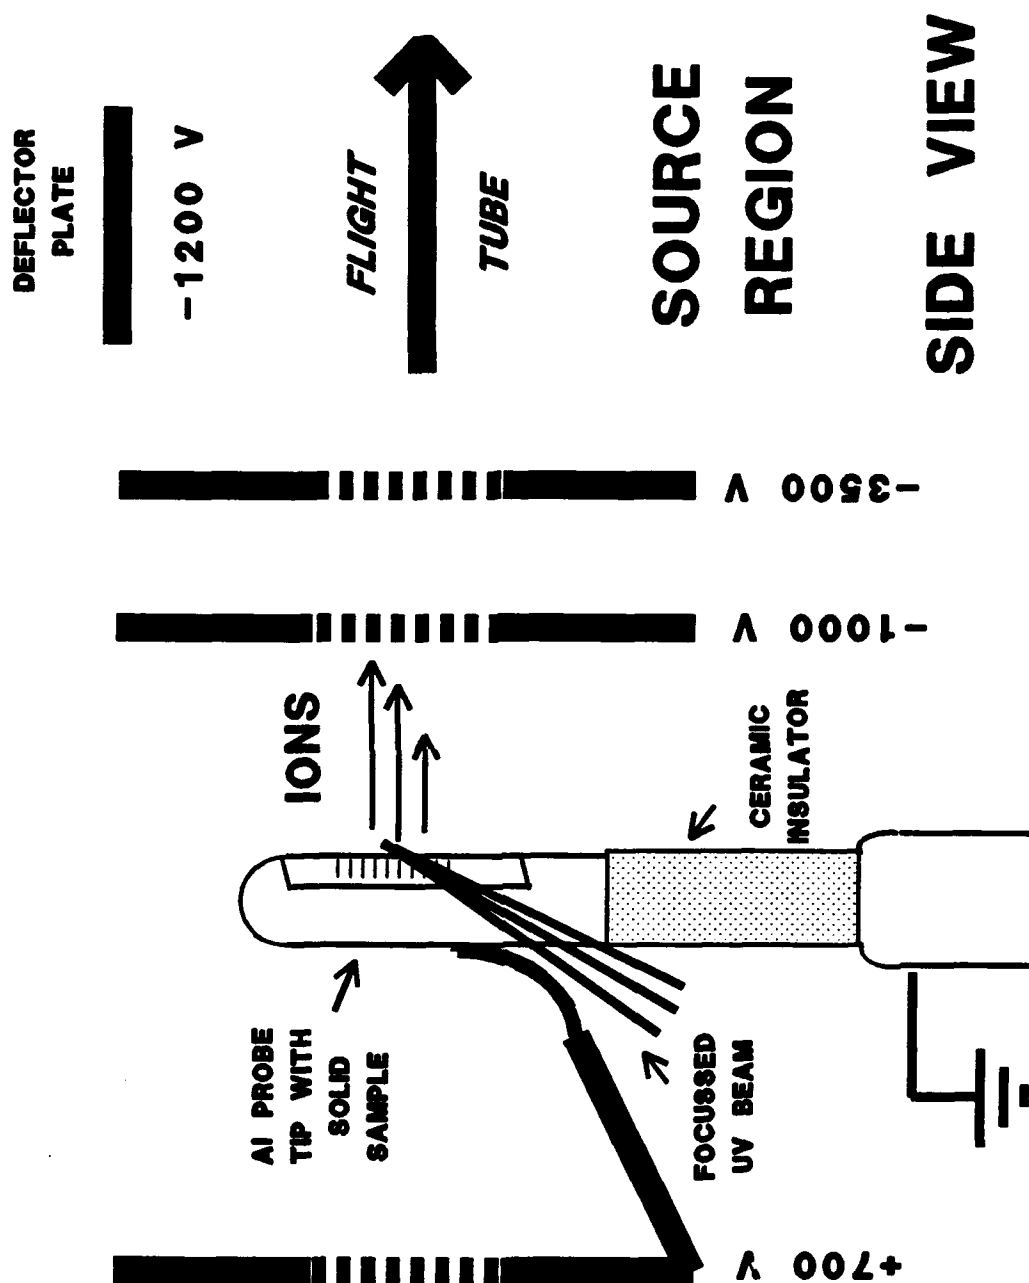 DEFLECTOR
PLATE
-1200 V
FLIGHT
TUBE
SOURCE
REGION
SIDE VIEW
-3500 V
-1000 V
IONS
CERAMIC
INSULATOR
AI PROBE
TIP WITH
SOLID
SAMPLE
FOCUSSED
UV BEAM
+700 V